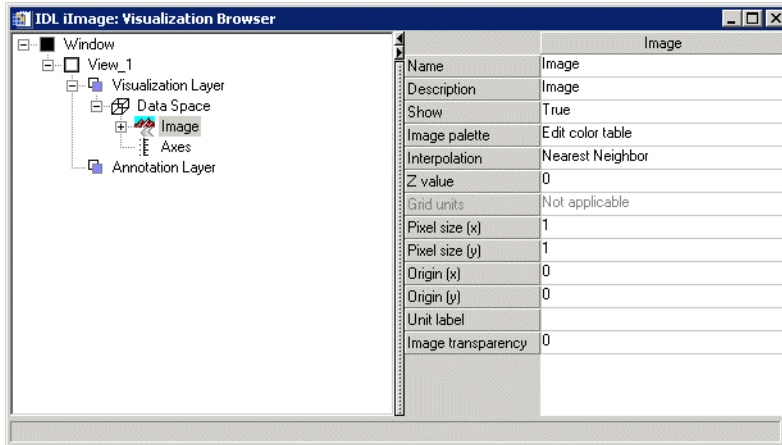 IDL iImage: Visualization Browser
Window
View_1
Visualization Layer
Data Space
Image
Axes
Annotation Layer
Image
Name Image
Description Image
Show True
Image palette Edit color table
Interpolation Nearest Neighbor
Z value 0
Grid units Not applicable
Pixel size (x) 1
Pixel size (y) 1
Origin (x) 0
Origin (y) 0
Unit label
Image transparency 0